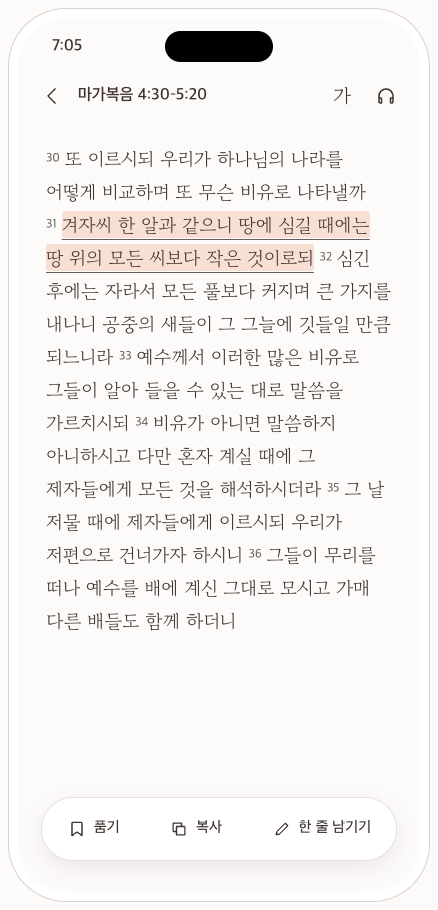 7:05
마가복음 4:30-5:20
가
30 또 이르시되 우리가 하나님의 나라를
어떻게 비교하며 또 무슨 비유로 나타낼까
31 겨자씨 한 알과 같으니 땅에 심길 때에는
땅 위의 모든 씨보다 작은 것이로되 32 심긴
후에는 자라서 모든 풀보다 커지며 큰 가지를
내나니 공중의 새들이 그 그늘에 깃들일 만큼
되느니라 33 예수께서 이러한 많은 비유로
그들이 알아 들을 수 있는 대로 말씀을
가르치시되 34 비유가 아니면 말씀하지
아니하시고 다만 혼자 계실 때에 그
제자들에게 모든 것을 해석하시더라 35 그 날
저물 때에 제자들에게 이르시되 우리가
저편으로 건너가자 하시니 36 그들이 무리를
떠나 예수를 배에 계신 그대로 모시고 가매
다른 배들도 함께 하더니
품기 복사 한 줄 남기기